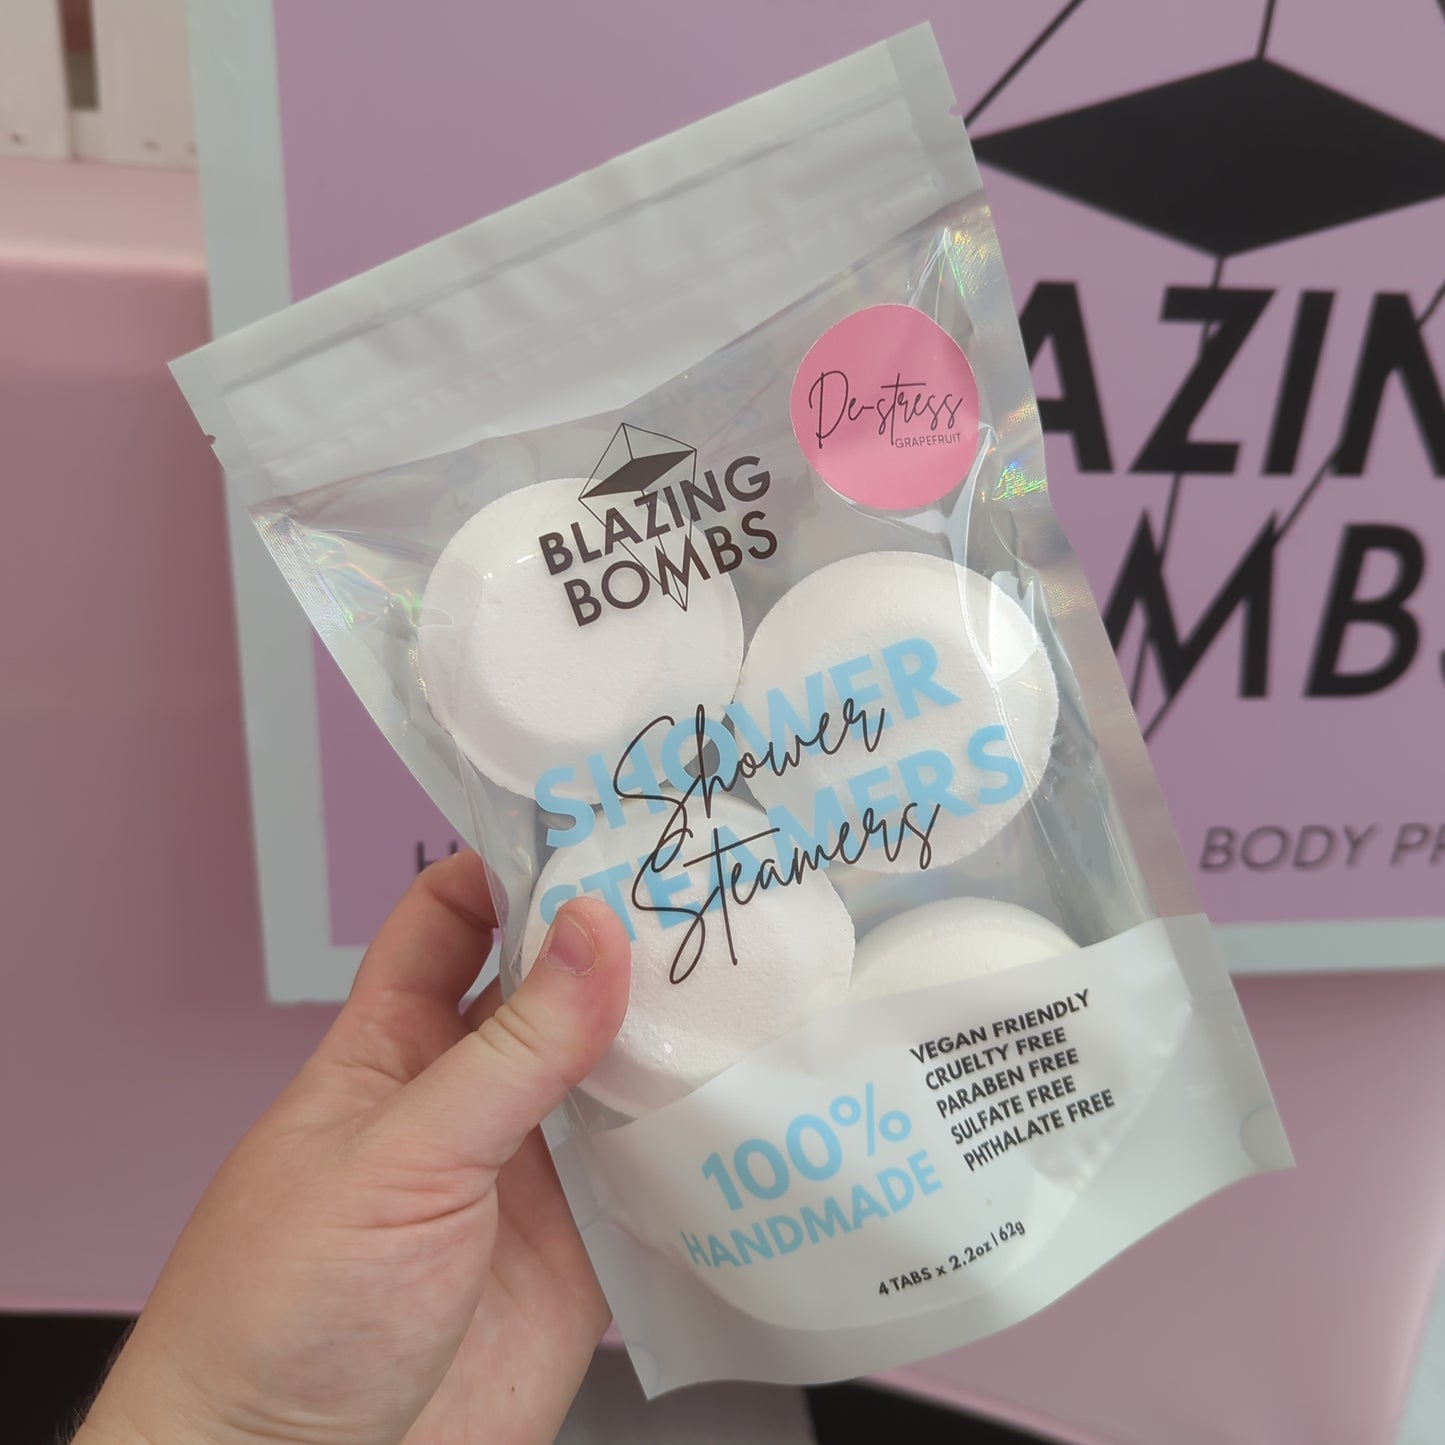 De-stress
GRAPEFRUIT
BLAZING
BOMBS
SHOWER
STEAMERS
Shower
Steamers
VEGAN FRIENDLY
CRUELTY FREE
PARABEN FREE
SULFATE FREE
PHTHALATE FREE
100%
HANDMADE
4 TABS x 2.2oz | 62g
AZIN
MBS
BODY PR